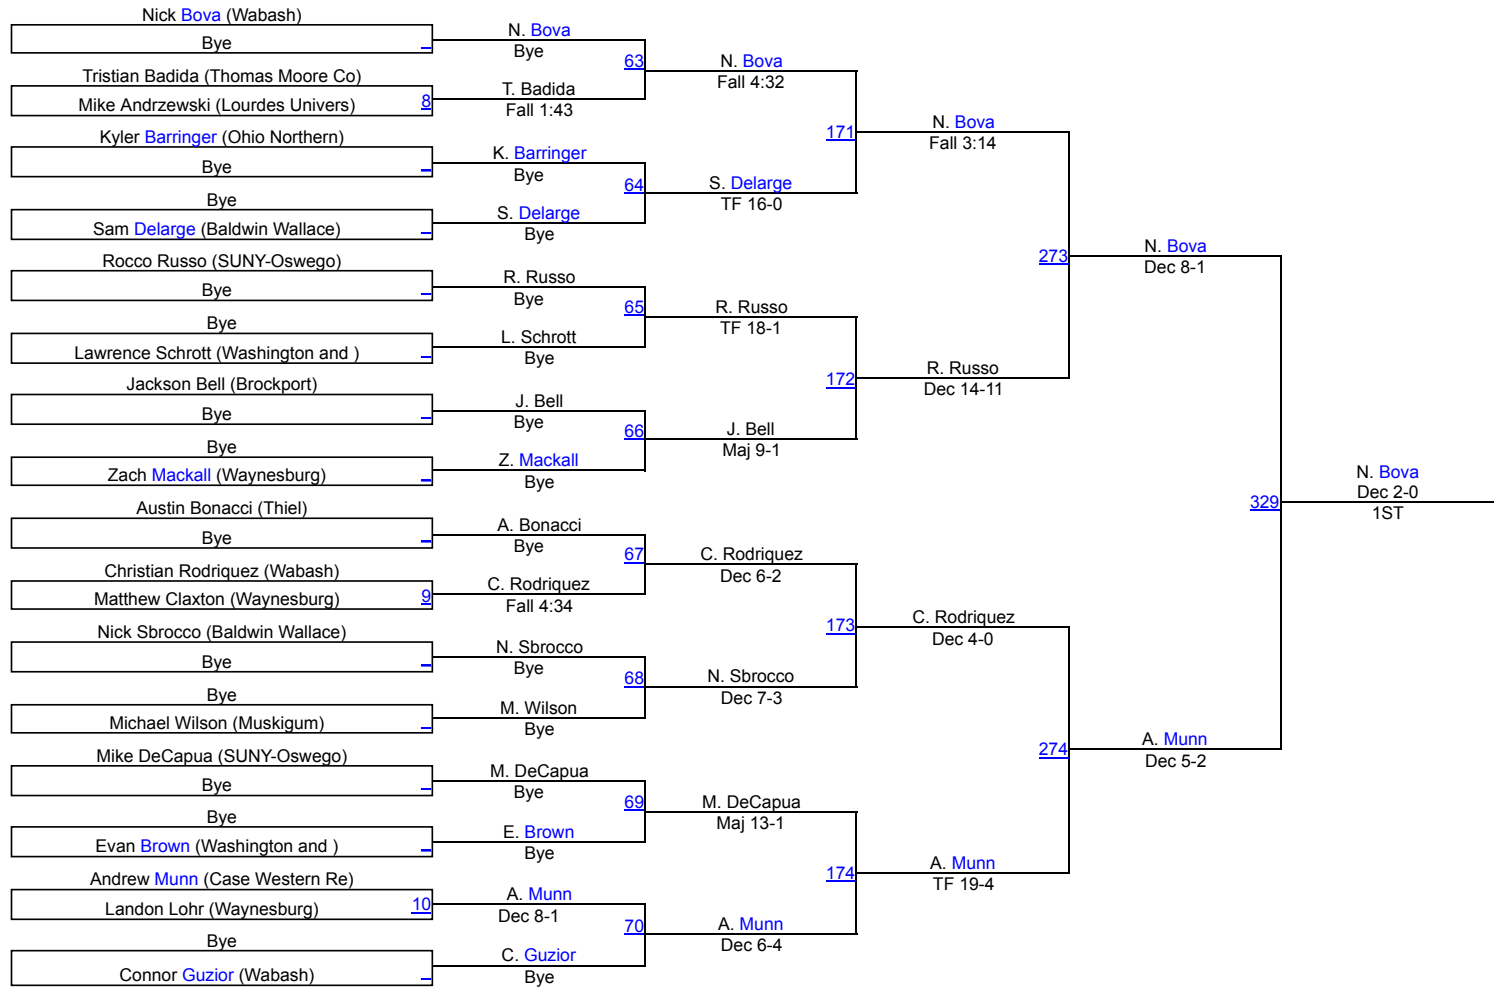 Nick Bova (Wabash)
Bye
Tristian Badida (Thomas Moore Co)
8
Mike Andrzewski (Lourdes Univers)
Kyler Barringer (Ohio Northern)
Bye
Bye
Sam Delarge (Baldwin Wallace)
Rocco Russo (SUNY-Oswego)
Bye
Bye
Lawrence Schrott (Washington and )
Jackson Bell (Brockport)
Bye
Bye
Zach Mackall (Waynesburg)
Austin Bonacci (Thiel)
Bye
Christian Rodriquez (Wabash)
9
Matthew Claxton (Waynesburg)
Nick Sbrocco (Baldwin Wallace)
Bye
Bye
Michael Wilson (Muskigum)
Mike DeCapua (SUNY-Oswego)
Bye
Bye
Evan Brown (Washington and )
Andrew Munn (Case Western Re)
10
Landon Lohr (Waynesburg)
Bye
Connor Guzior (Wabash)
N. Bova
Bye
63
T. Badida
Fall 1:43
K. Barringer
Bye
64
S. Delarge
Bye
R. Russo
Bye
65
L. Schrott
Bye
J. Bell
Bye
66
Z. Mackall
Bye
A. Bonacci
Bye
67
C. Rodriquez
Fall 4:34
N. Sbrocco
Bye
68
M. Wilson
Bye
M. DeCapua
Bye
69
E. Brown
Bye
A. Munn
Dec 8-1
70
C. Guzior
Bye
N. Bova
Fall 4:32
171
S. Delarge
TF 16-0
R. Russo
TF 18-1
172
J. Bell
Maj 9-1
C. Rodriquez
Dec 6-2
173
N. Sbrocco
Dec 7-3
M. DeCapua
Maj 13-1
174
A. Munn
Dec 6-4
N. Bova
Fall 3:14
273
R. Russo
Dec 14-11
C. Rodriquez
Dec 4-0
274
A. Munn
TF 19-4
N. Bova
Dec 8-1
329
A. Munn
Dec 5-2
N. Bova
Dec 2-0
1ST